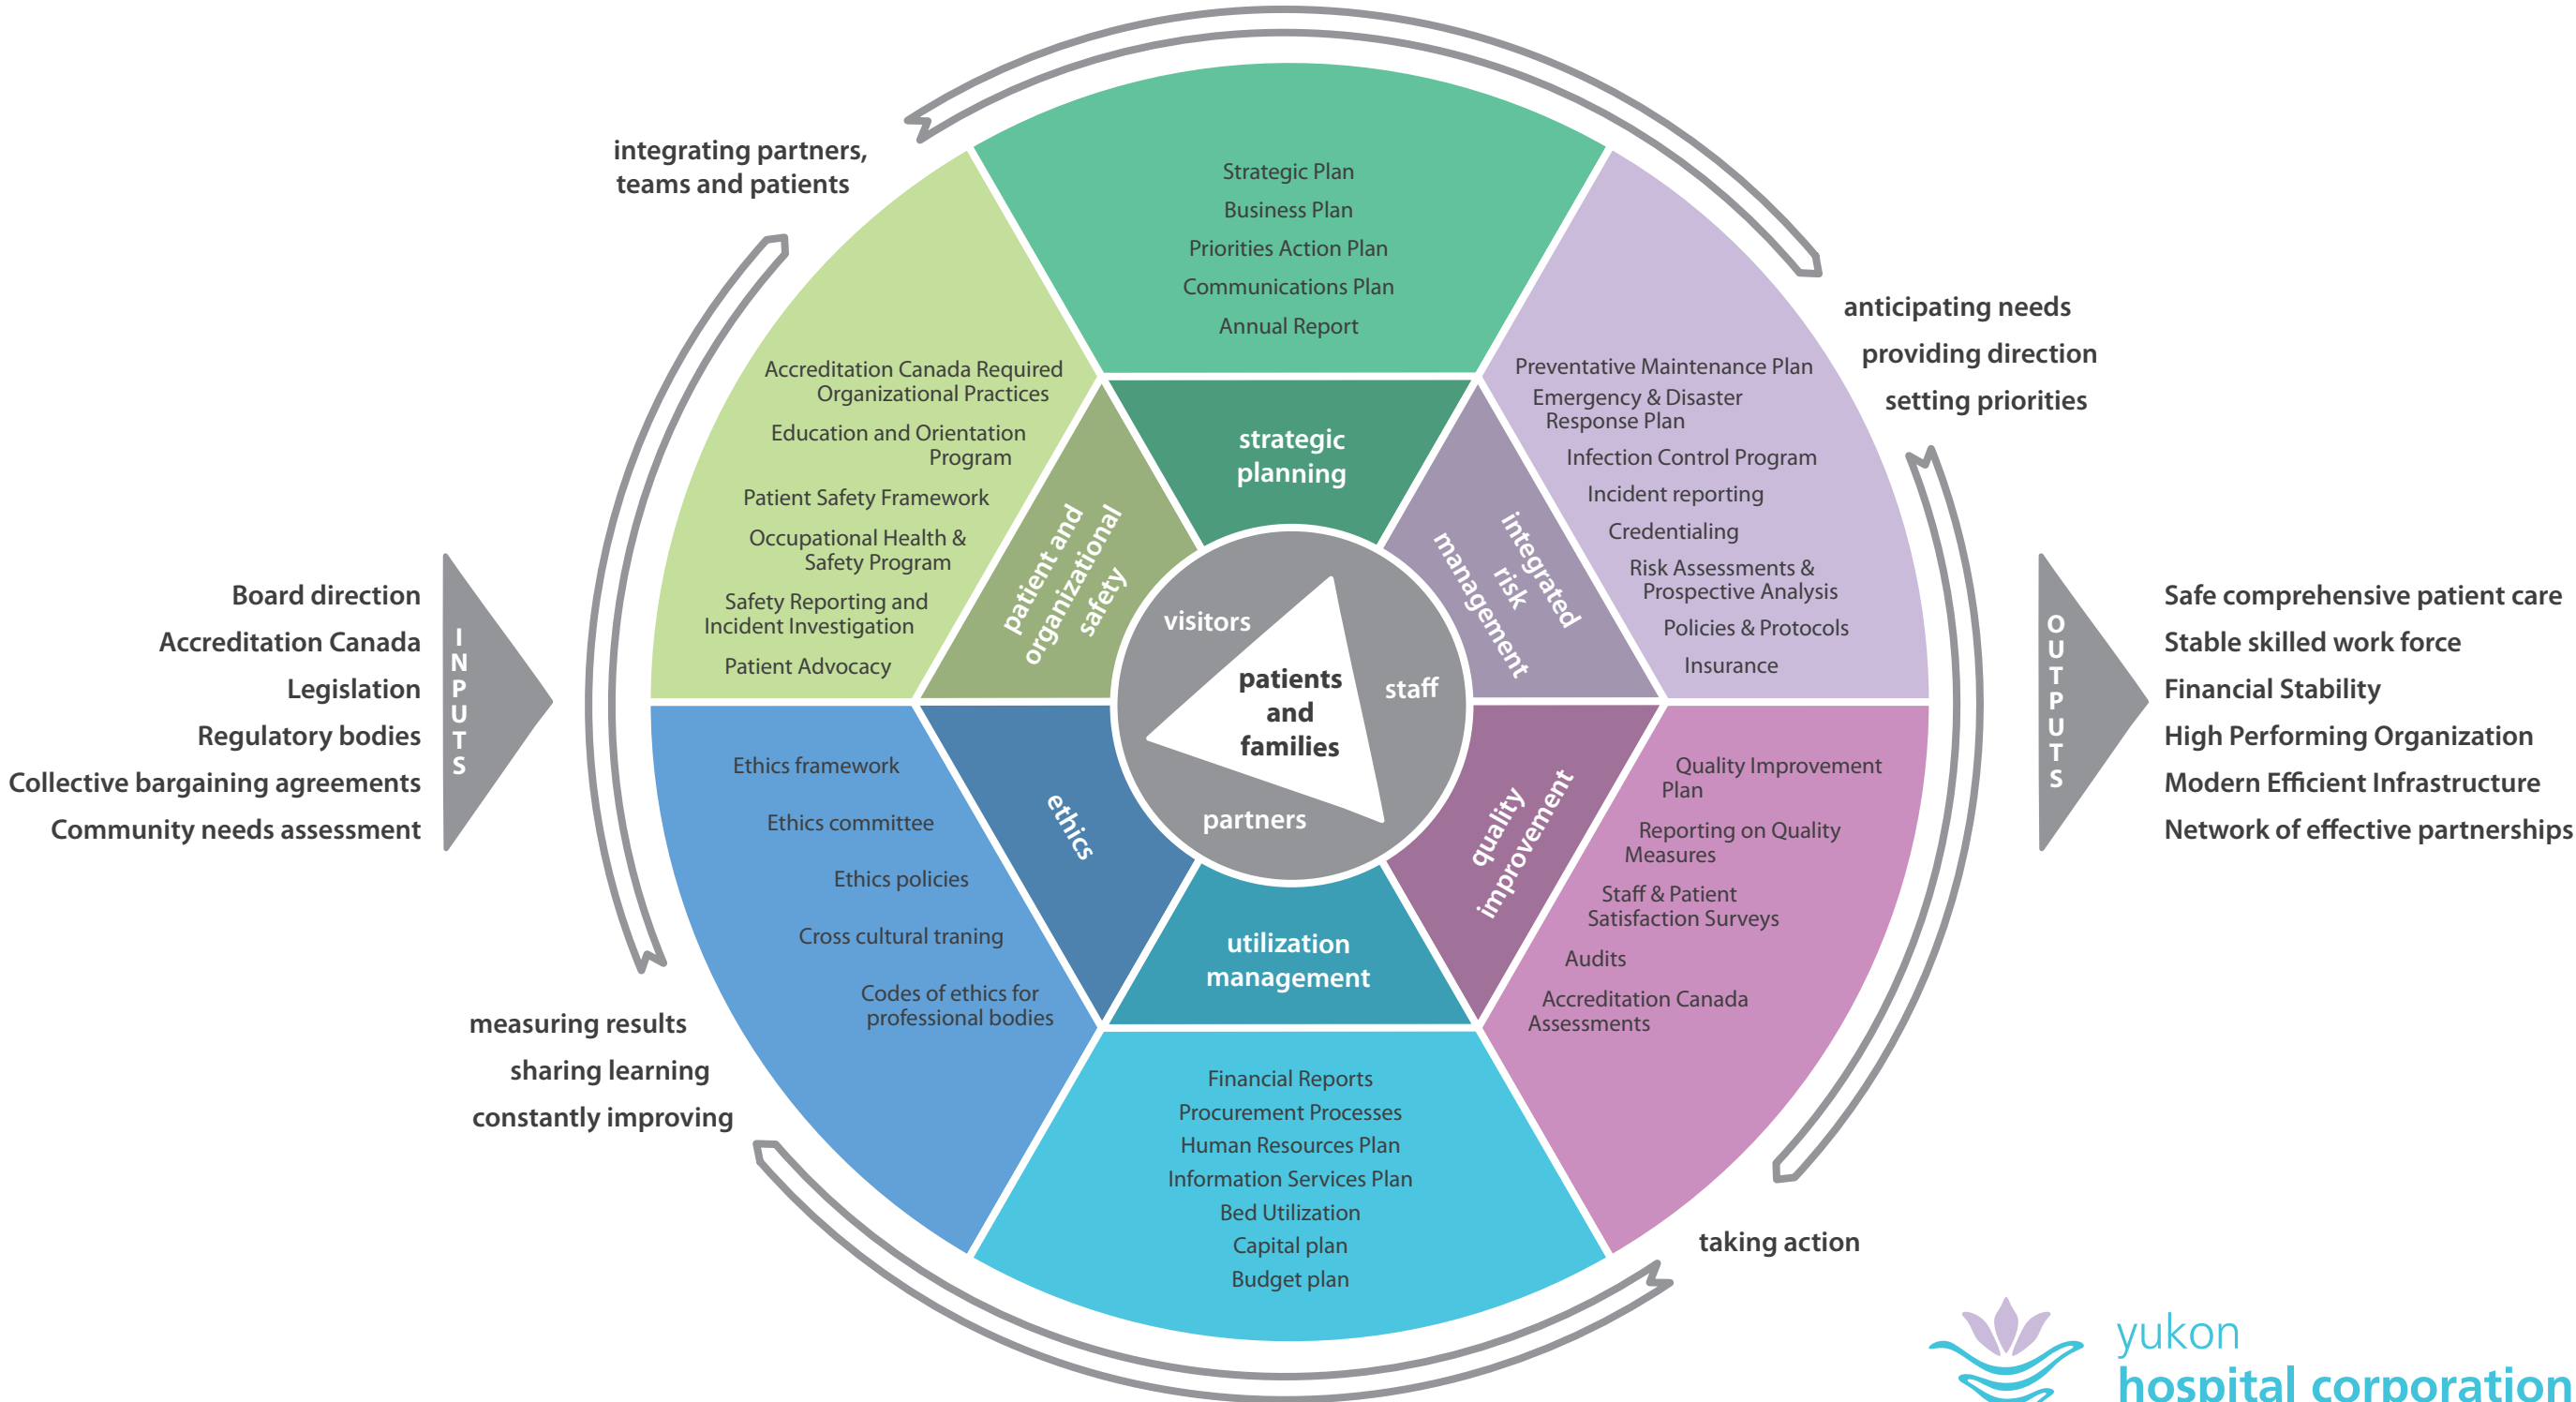 integrating partners,
teams and patients
Strategic Plan
Business Plan
Priorities Action Plan
Communications Plan
Annual Report
strategic
planning
anticipating needs
providing direction
setting priorities
Preventative Maintenance Plan
Emergency & Disaster
Response Plan
Infection Control Program
Incident reporting
Credentialing
Risk Assessments &
Prospective Analysis
Policies & Protocols
Insurance
integrated
risk
management
Accreditation Canada Required
Organizational Practices
Education and Orientation
Program
Patient Safety Framework
Occupational Health &
Safety Program
Safety Reporting and
Incident Investigation
Patient Advocacy
patient and
organizational
safety
Board direction
Accreditation Canada
Legislation
Regulatory bodies
Collective bargaining agreements
Community needs assessment
INPUTS
visitors
staff
partners
patients
and
families
OUTPUTS
Safe comprehensive patient care
Stable skilled work force
Financial Stability
High Performing Organization
Modern Efficient Infrastructure
Network of effective partnerships
Ethics framework
Ethics committee
Ethics policies
Cross cultural traning
Codes of ethics for
professional bodies
ethics
utilization
management
quality
improvement
Quality Improvement
Plan
Reporting on Quality
Measures
Staff & Patient
Satisfaction Surveys
Audits
Accreditation Canada
Assessments
measuring results
sharing learning
constantly improving
Financial Reports
Procurement Processes
Human Resources Plan
Information Services Plan
Bed Utilization
Capital plan
Budget plan
taking action
yukon
hospital corporation